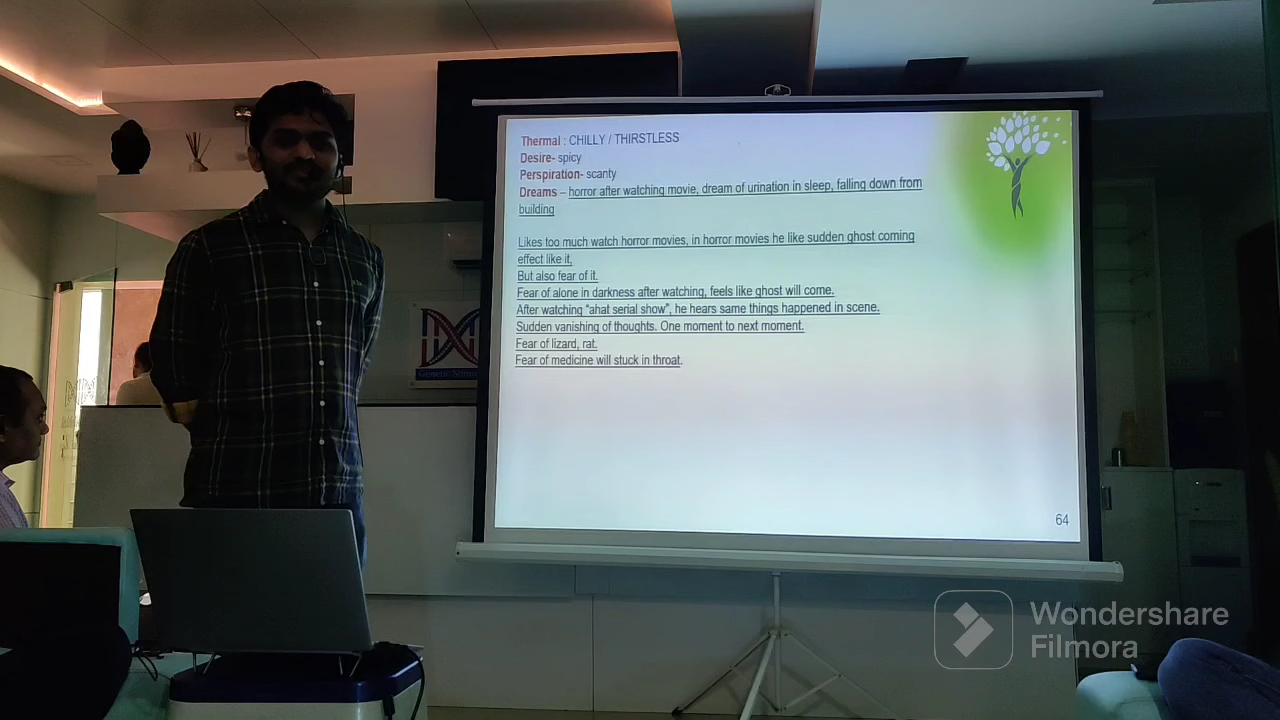 Thermal : CHILLY / THIRSTLESS
Desire- spicy
Perspiration- scanty
Dreams – horror after watching movie, dream of urination in sleep, falling down from
building
Likes too much watch horror movies, in horror movies he like sudden ghost coming
effect like it,
But also fear of it.
Fear of alone in darkness after watching, feels like ghost will come.
After watching “ahat serial show”, he hears same things happened in scene.
Sudden vanishing of thoughts. One moment to next moment.
Fear of lizard, rat.
Fear of medicine will stuck in throat.
64
Wondershare
Filmora